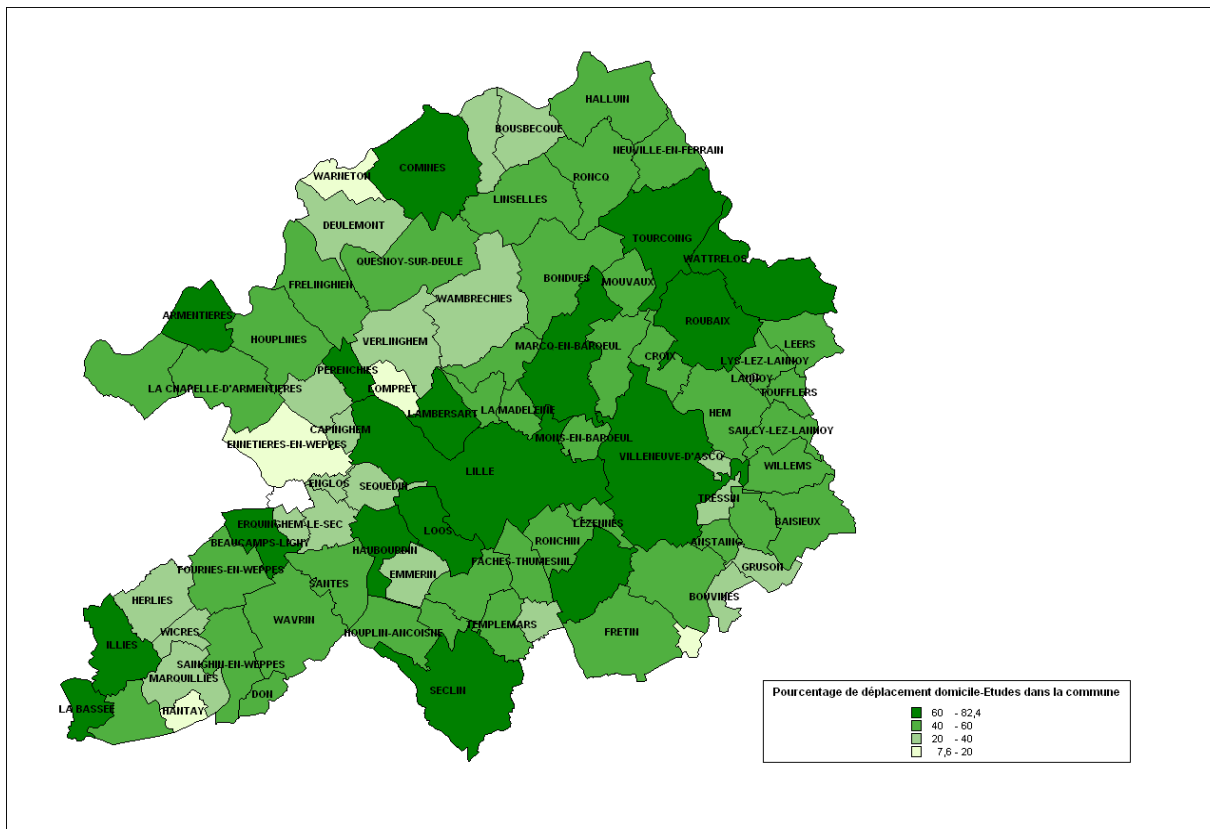 HALLUIN
BOUSBECQUE
NEUVILLE-EN-FERRAIN
COMINES
RONCQ
WARNETON
LINSELLES
DEULEMONT
TOURCOING
QUESNOY-SUR-DEULE
WATTRELOS
BONDUES
MOUVAUX
FRELINGHIEN
WAMBRECHIES
ARMENTIERES
ROUBAIX
HOUPLINES
VERLINGHEM
MARCQ-EN-BAROEUL
LEERS
CROIX
LYS-LEZ-LANNOY
PERENCHIES
LANNOY
LA CHAPELLE-D'ARMENTIERES
LOMPRET
TOUFFLERS
LAMBERSART
LA MADELEINE
HEM
CAPINGHEM
SAILLY-LEZ-LANNOY
MONS-EN-BAROEUL
ENNETIERES-EN-WEPPES
VILLENEUVE-D'ASCQ
WILLEMS
LILLE
ENGLOS
SEQUEDIN
TRESSIN
BAISIEUX
ERQUINGHEM-LE-SEC
LEZENNES
LOOS
BEAUCAMPS-LIGNY
RONCHIN
ANSTAING
HAUBOURDIN
FACHES-THUMESNIL
GRUSON
FOURNES-EN-WEPPES
EMMERIN
SANTES
BOUVINES
HERLIES
WAVRIN
TEMPLEMARS
WICRES
HOUPLIN-ANCOISNE
FRETIN
ILLIES
SAINGHIN-EN-WEPPES
MARQUILLIES
SECLIN
DON
LA BASSEE
HANTAY
Pourcentage de déplacement domicile-Etudes dans la commune
60 - 82,4
40 - 60
20 - 40
7,6 - 20